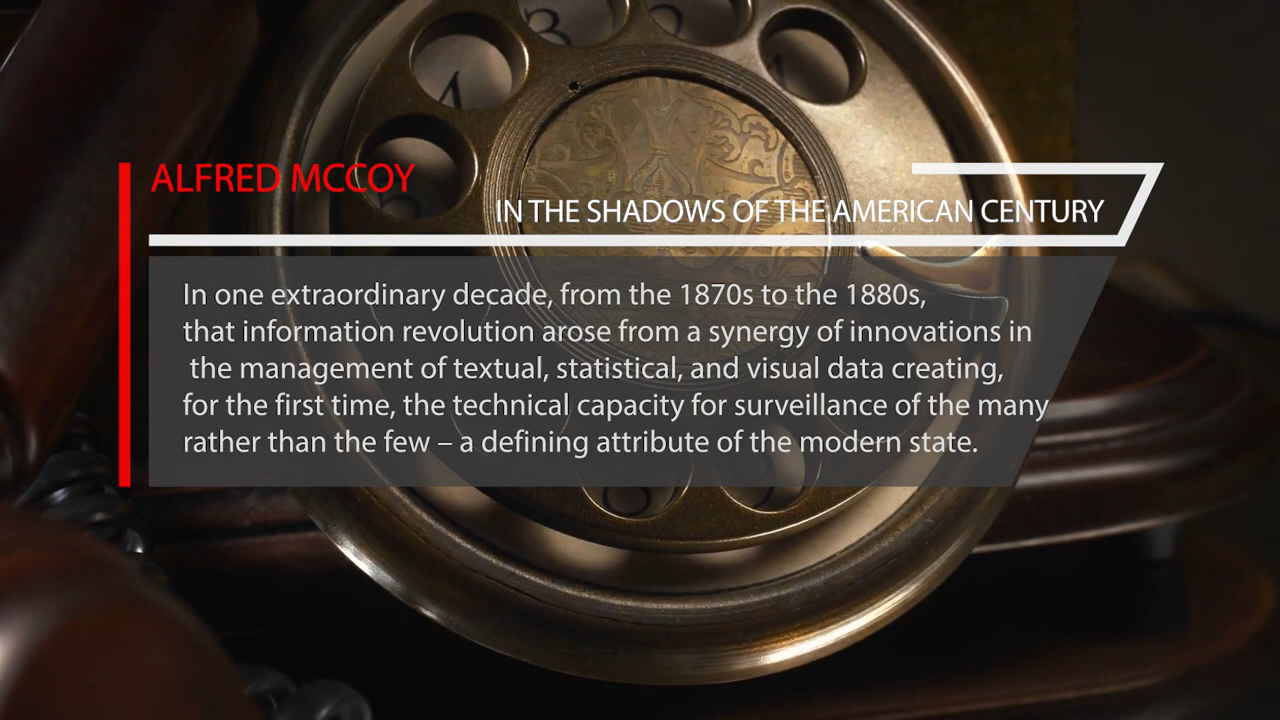 ALFRED MCCOY
IN THE SHADOWS OF THE AMERICAN CENTURY
In one extraordinary decade, from the 1870s to the 1880s,
that information revolution arose from a synergy of innovations in
the management of textual, statistical, and visual data creating,
for the first time, the technical capacity for surveillance of the many
rather than the few – a defining attribute of the modern state.